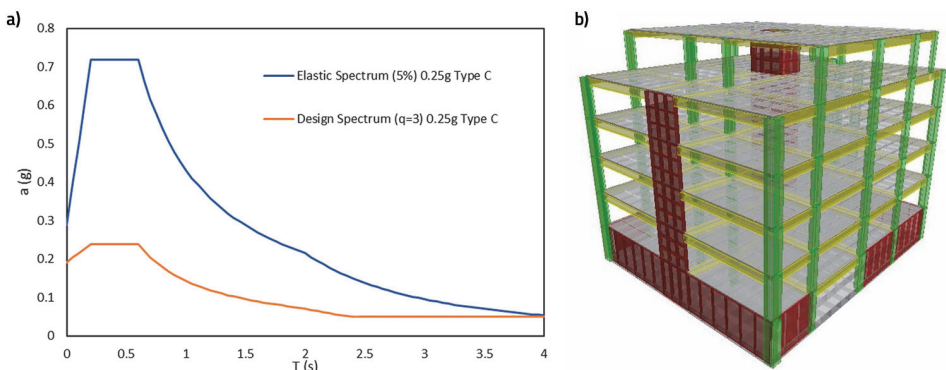 a)
0.8
0.7
0.6
0.5
0.4
0.3
0.2
0.1
0
a (g)
Elastic Spectrum (5%) 0.25g Type C
Design Spectrum (q=3) 0.25g Type C
0 0.5 1 1.5 2 2.5 3 3.5 4
T (s)
b)